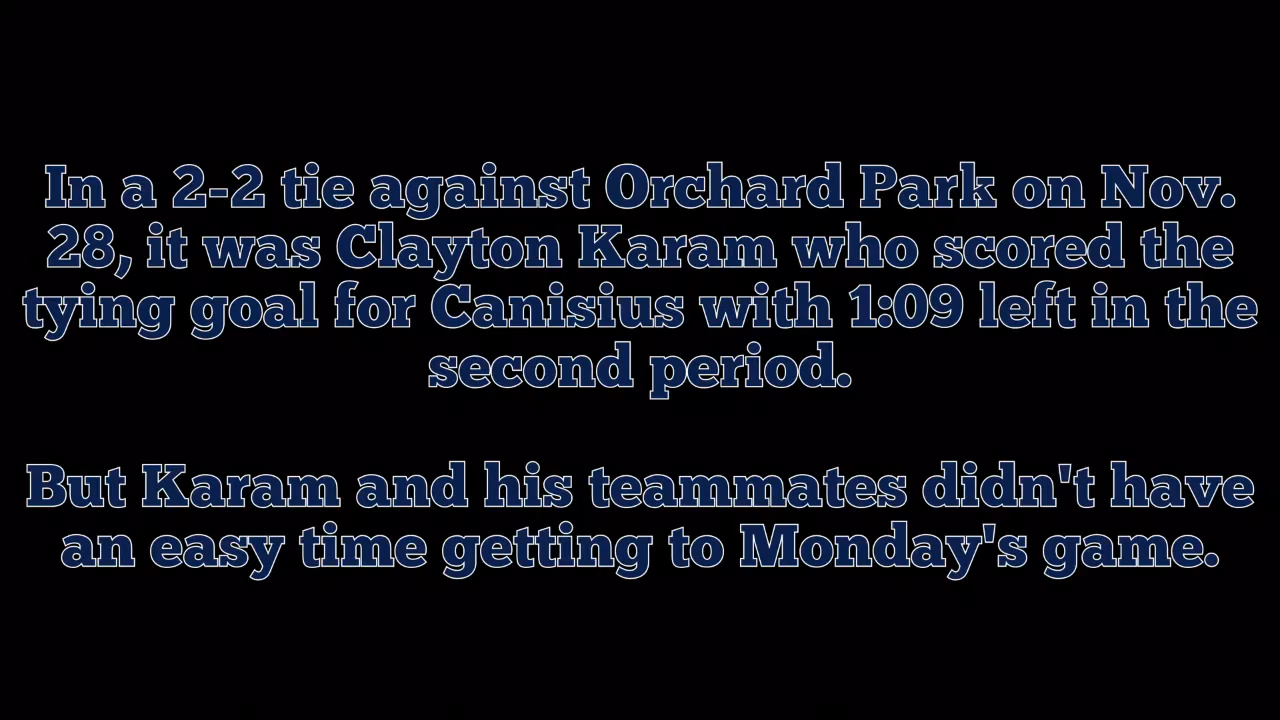 In a 2-2 tie against Orchard Park on Nov.
28, it was Clayton Karam who scored the
tying goal for Canisius with 1:09 left in the
second period.
But Karam and his teammates didn't have
an easy time getting to Monday's game.